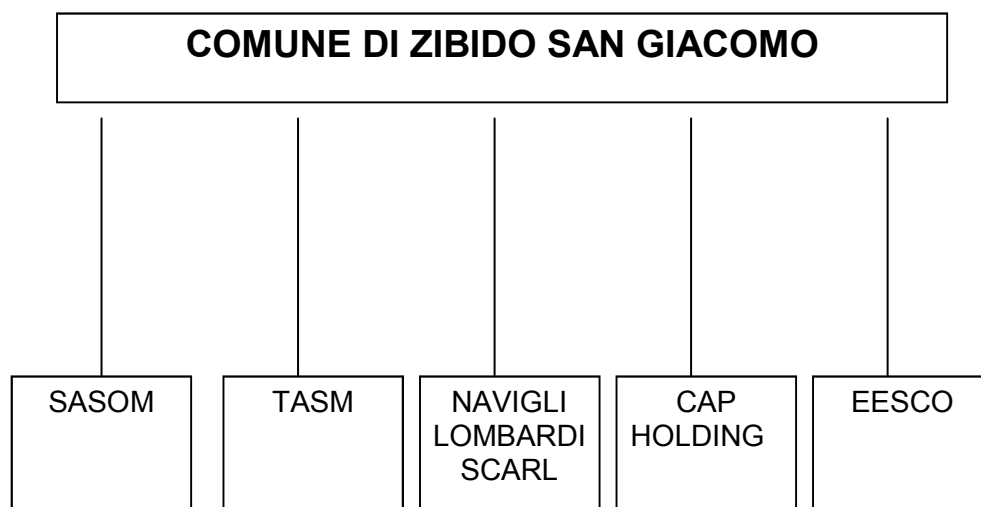 COMUNE DI ZIBIDO SAN GIACOMO
SASOM
TASM
NAVIGLI
LOMBARDI
SCARL
CAP
HOLDING
EESCO